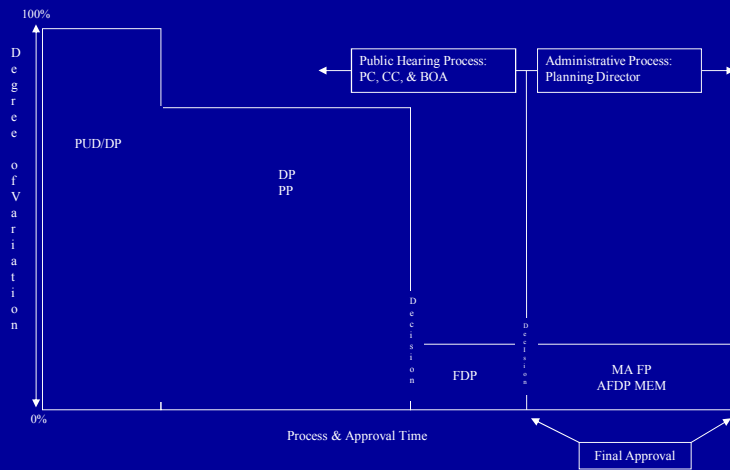 100%
Degree of Variation
Public Hearing Process:
PC, CC, & BOA
Administrative Process:
Planning Director
PUD/DP
DP
PP
Decision
Decision
FDP
MA FP
AFDP MEM
0%
Process & Approval Time
Final Approval